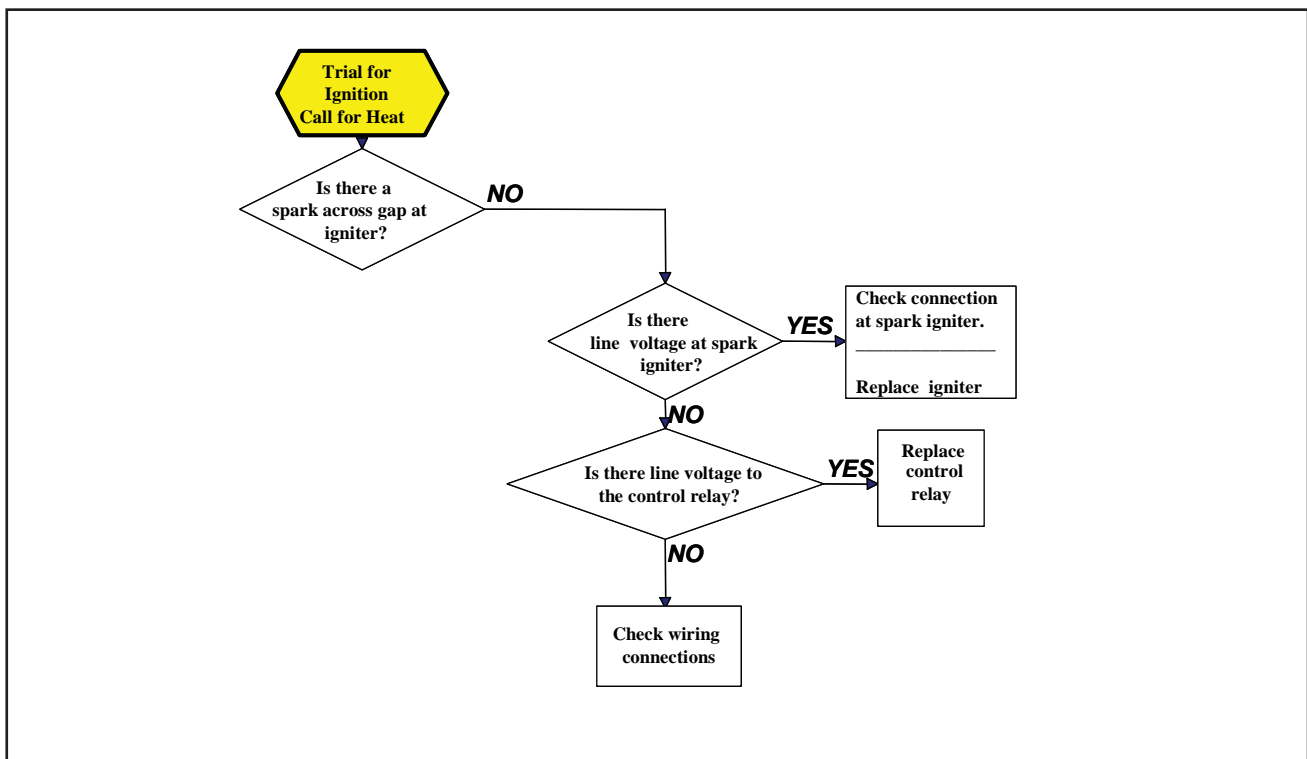 Trial for
Ignition
Call for Heat
Is there a
spark across gap at
igniter?
NO
Is there
line voltage at spark
igniter?
YES
Check connection
at spark igniter.
_______________
Replace igniter
NO
Is there line voltage to
the control relay?
YES
Replace
control
relay
NO
Check wiring
connections